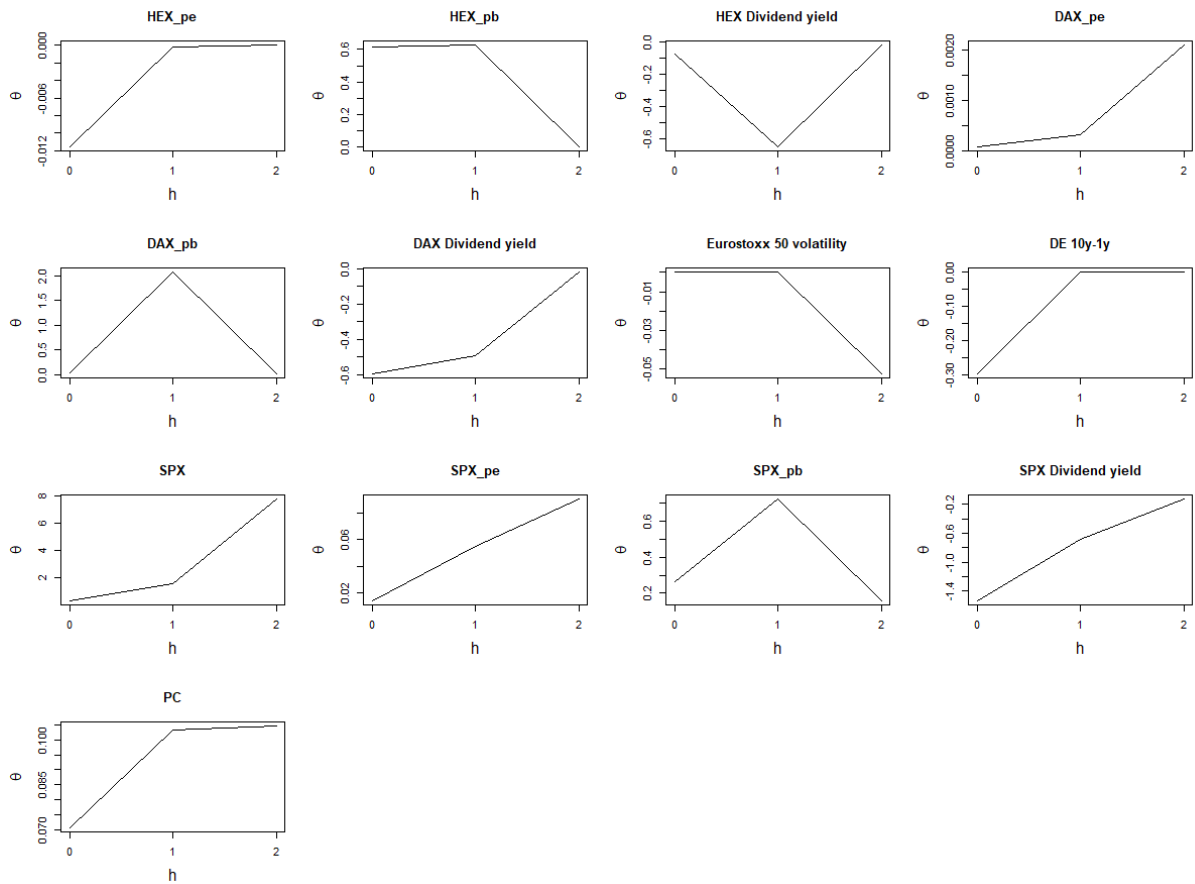 HEX_pe
HEX_pb
HEX Dividend yield
DAX_pe
θ
0.000
-0.006
-0.012
0 1 2
h
θ
0.6
0.4
0.2
0.0
0 1 2
h
θ
0.0
-0.2
-0.4
-0.6
0 1 2
h
θ
0.0020
0.0010
0.0000
0 1 2
h
DAX_pb
DAX Dividend yield
Eurostoxx 50 volatility
DE 10y-1y
θ
2.0
1.5
1.0
0.5
0.0
0 1 2
h
θ
0.0
-0.2
-0.4
-0.6
0 1 2
h
θ
-0.01
-0.03
-0.05
0 1 2
h
θ
0.00
-0.10
-0.20
-0.30
0 1 2
h
SPX
SPX_pe
SPX_pb
SPX Dividend yield
θ
8
6
4
2
0 1 2
h
θ
0.06
0.02
0 1 2
h
θ
0.6
0.4
0.2
0 1 2
h
θ
-0.2
-0.6
-1.0
-1.4
0 1 2
h
PC
θ
0.100
0.085
0.070
0 1 2
h